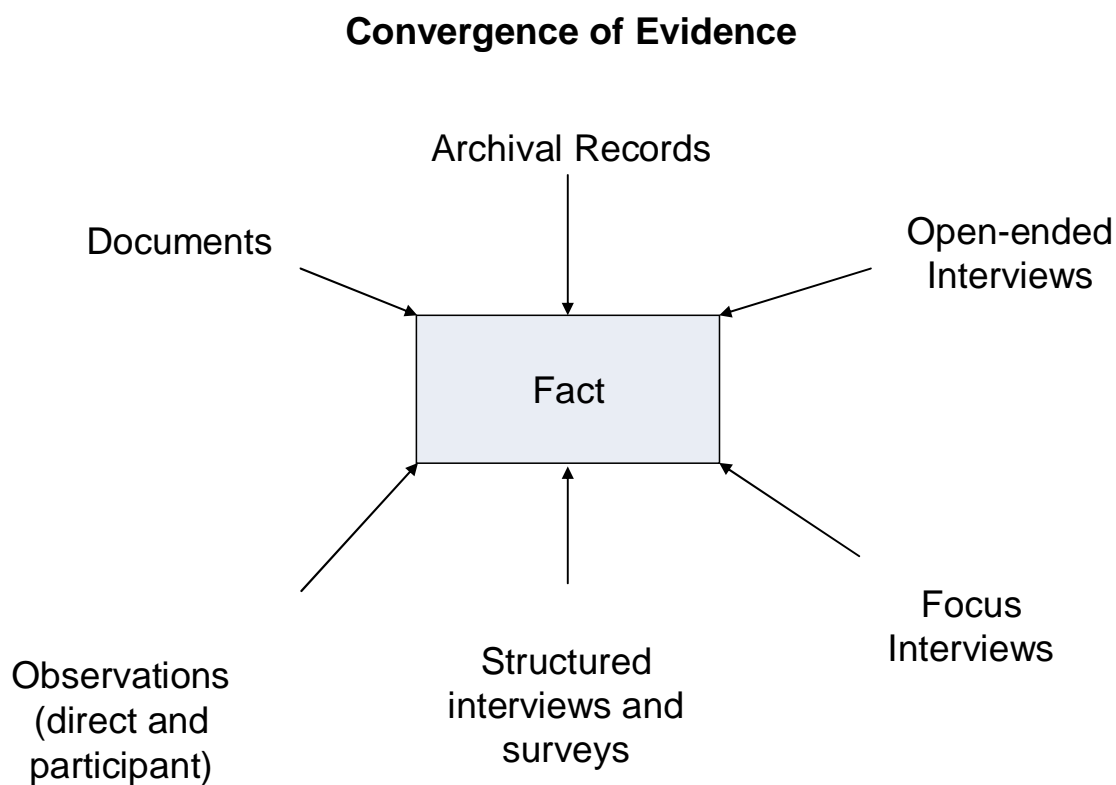 Convergence of Evidence
Archival Records
Documents
Open-ended
Interviews
Fact
Focus
Interviews
Structured
interviews and
surveys
Observations
(direct and
participant)